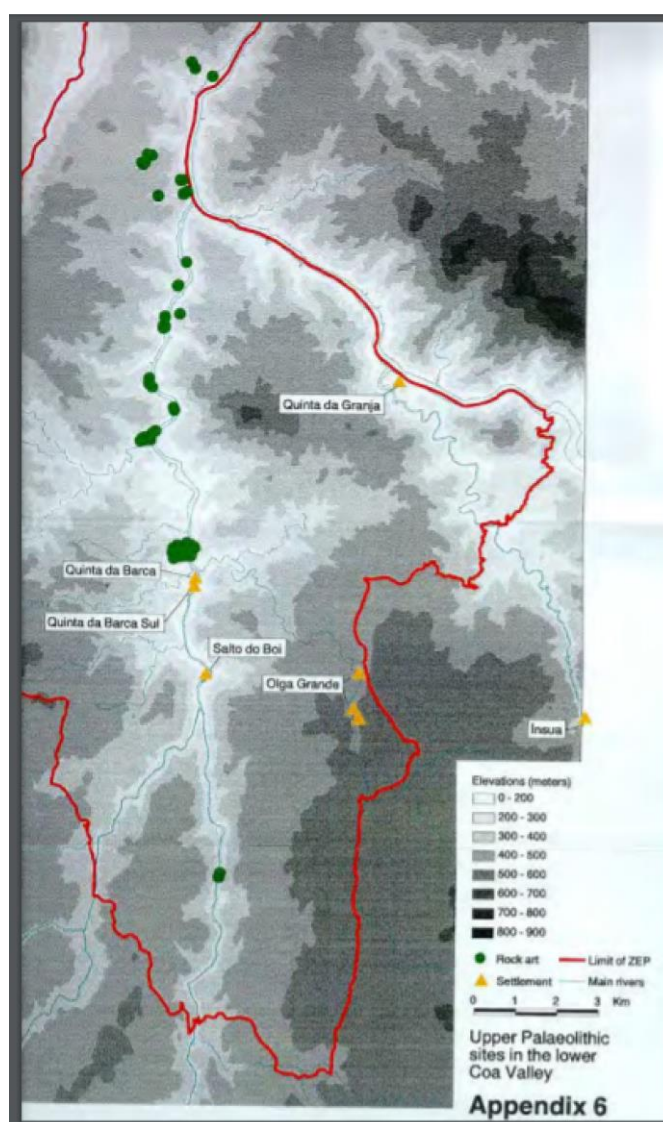 Quinta da Granja
Quinta da Barca
Quinta da Barca Sul
Salto do Boi
Olga Grande
Insua
Elevations (meters)
0 - 200
200 - 300
300 - 400
400 - 500
500 - 600
600 - 700
700 - 800
800 - 900
Rock art
Limit of ZEP
Settlement
Main rivers
0 1 2 3 Km
Upper Palaeolithic
sites in the lower
Coa Valley
Appendix 6